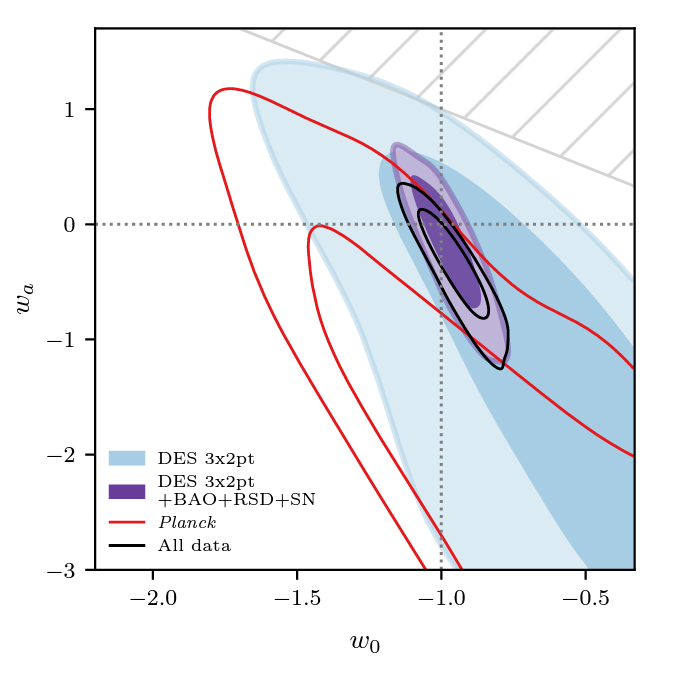 1
0
−1
−2
−3
w_a
DES 3x2pt
DES 3x2pt
+BAO+RSD+SN
Planck
All data
−2.0 −1.5 −1.0 −0.5
w_0